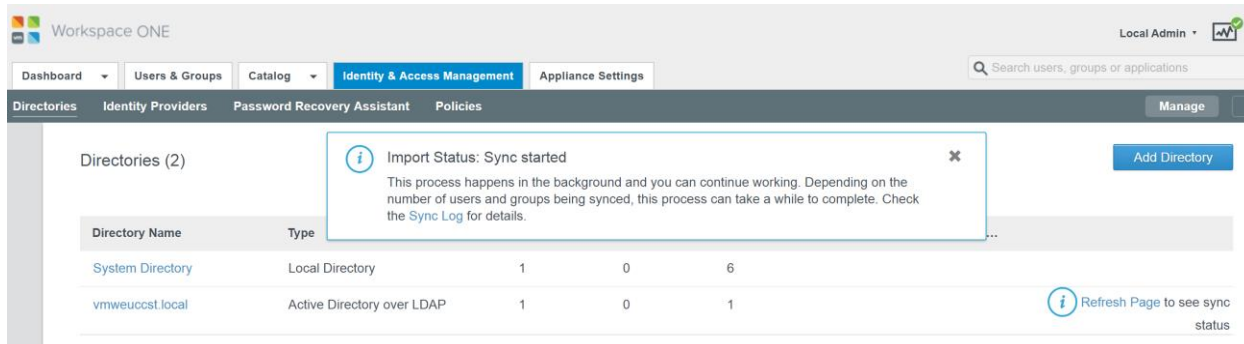 Workspace ONE
Local Admin
Dashboard Users & Groups Catalog Identity & Access Management Appliance Settings
Search users, groups or applications
Directories Identity Providers Password Recovery Assistant Policies Manage
Directories (2)
Import Status: Sync started
Add Directory
This process happens in the background and you can continue working. Depending on the
number of users and groups being synced, this process can take a while to complete. Check
the Sync Log for details.
Directory Name Type ...
System Directory Local Directory 1 0 6
vmweuccst.local Active Directory over LDAP 1 0 1
Refresh Page to see sync
status